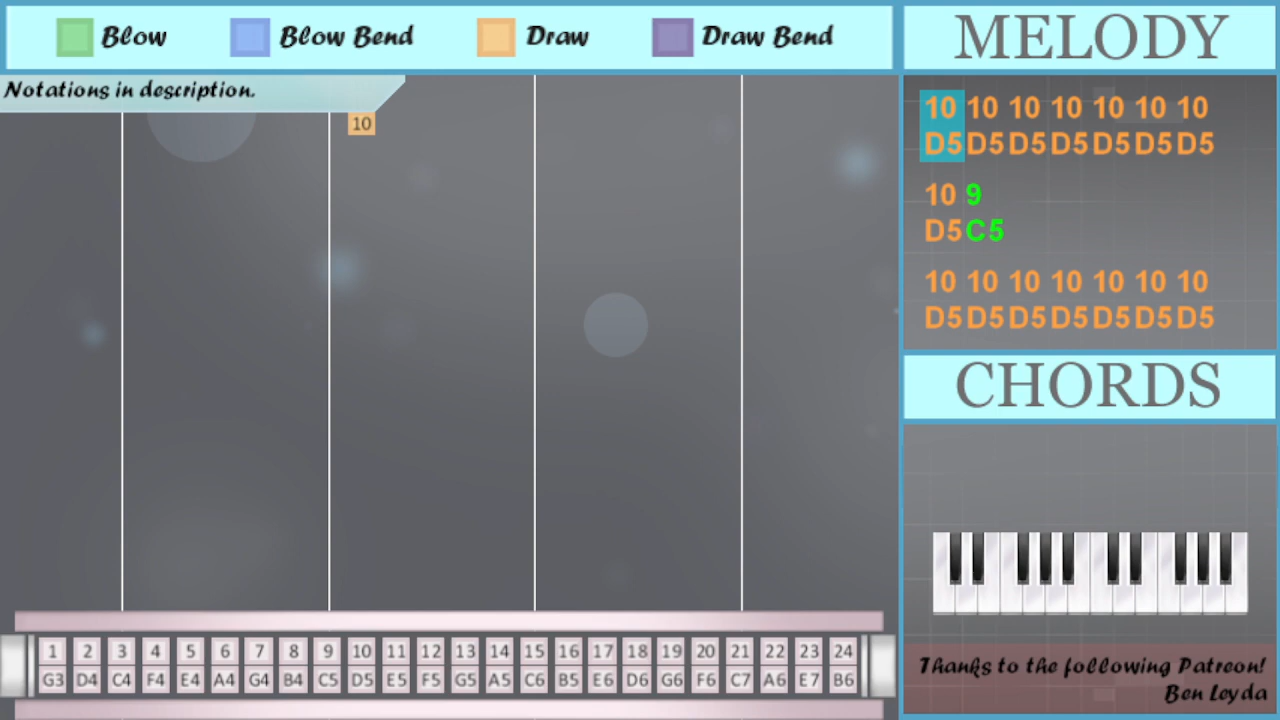 Blow Blow Bend Draw Draw Bend
Notations in description.
10
1 2 3 4 5 6 7 8 9 10 11 12 13 14 15 16 17 18 19 20 21 22 23 24
G3 D4 C4 F4 E4 A4 G4 B4 C5 D5 E5 F5 G5 A5 C6 B5 E6 D6 G6 F6 C7 A6 E7 B6
MELODY
10 10 10 10 10 10 10
D5 D5 D5 D5 D5 D5 D5
10 9
D5 C5
10 10 10 10 10 10 10
D5 D5 D5 D5 D5 D5 D5
CHORDS
Thanks to the following Patreon!
Ben Leyda